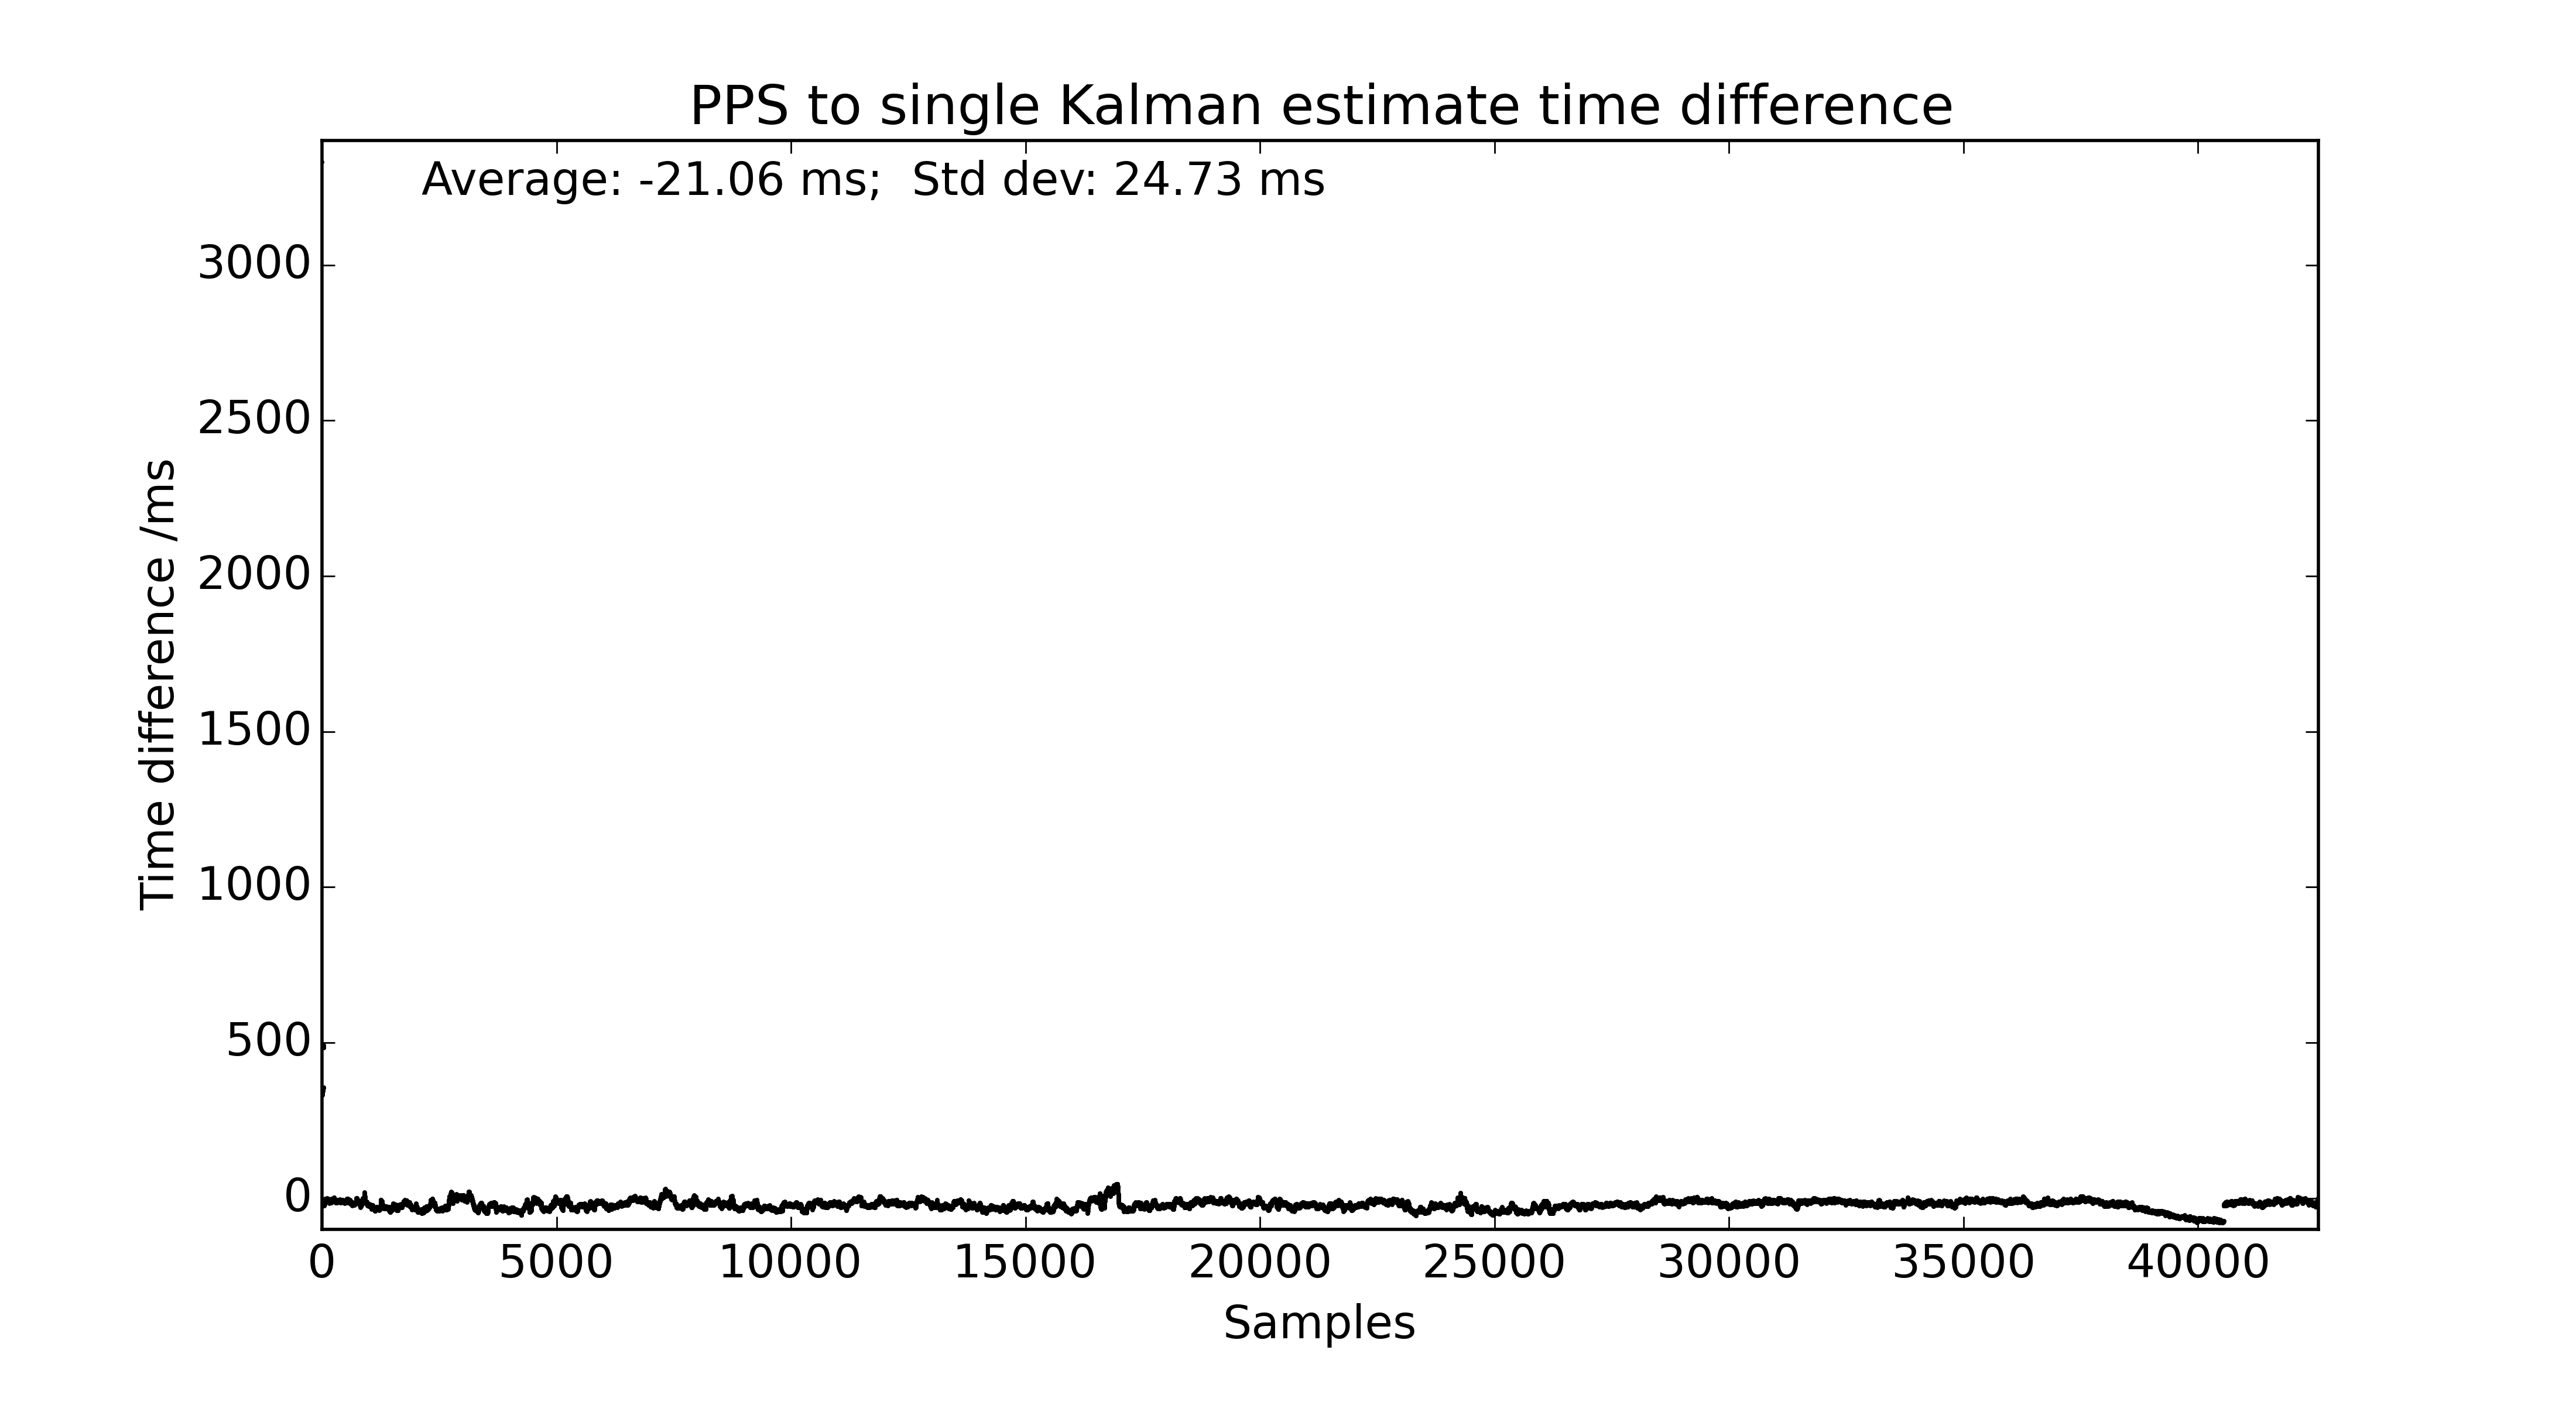 PPS to single Kalman estimate time difference
Average: -21.06 ms;  Std dev: 24.73 ms
3000
2500
2000
1500
1000
500
0
Time difference /ms
0 5000 10000 15000 20000 25000 30000 35000 40000
Samples